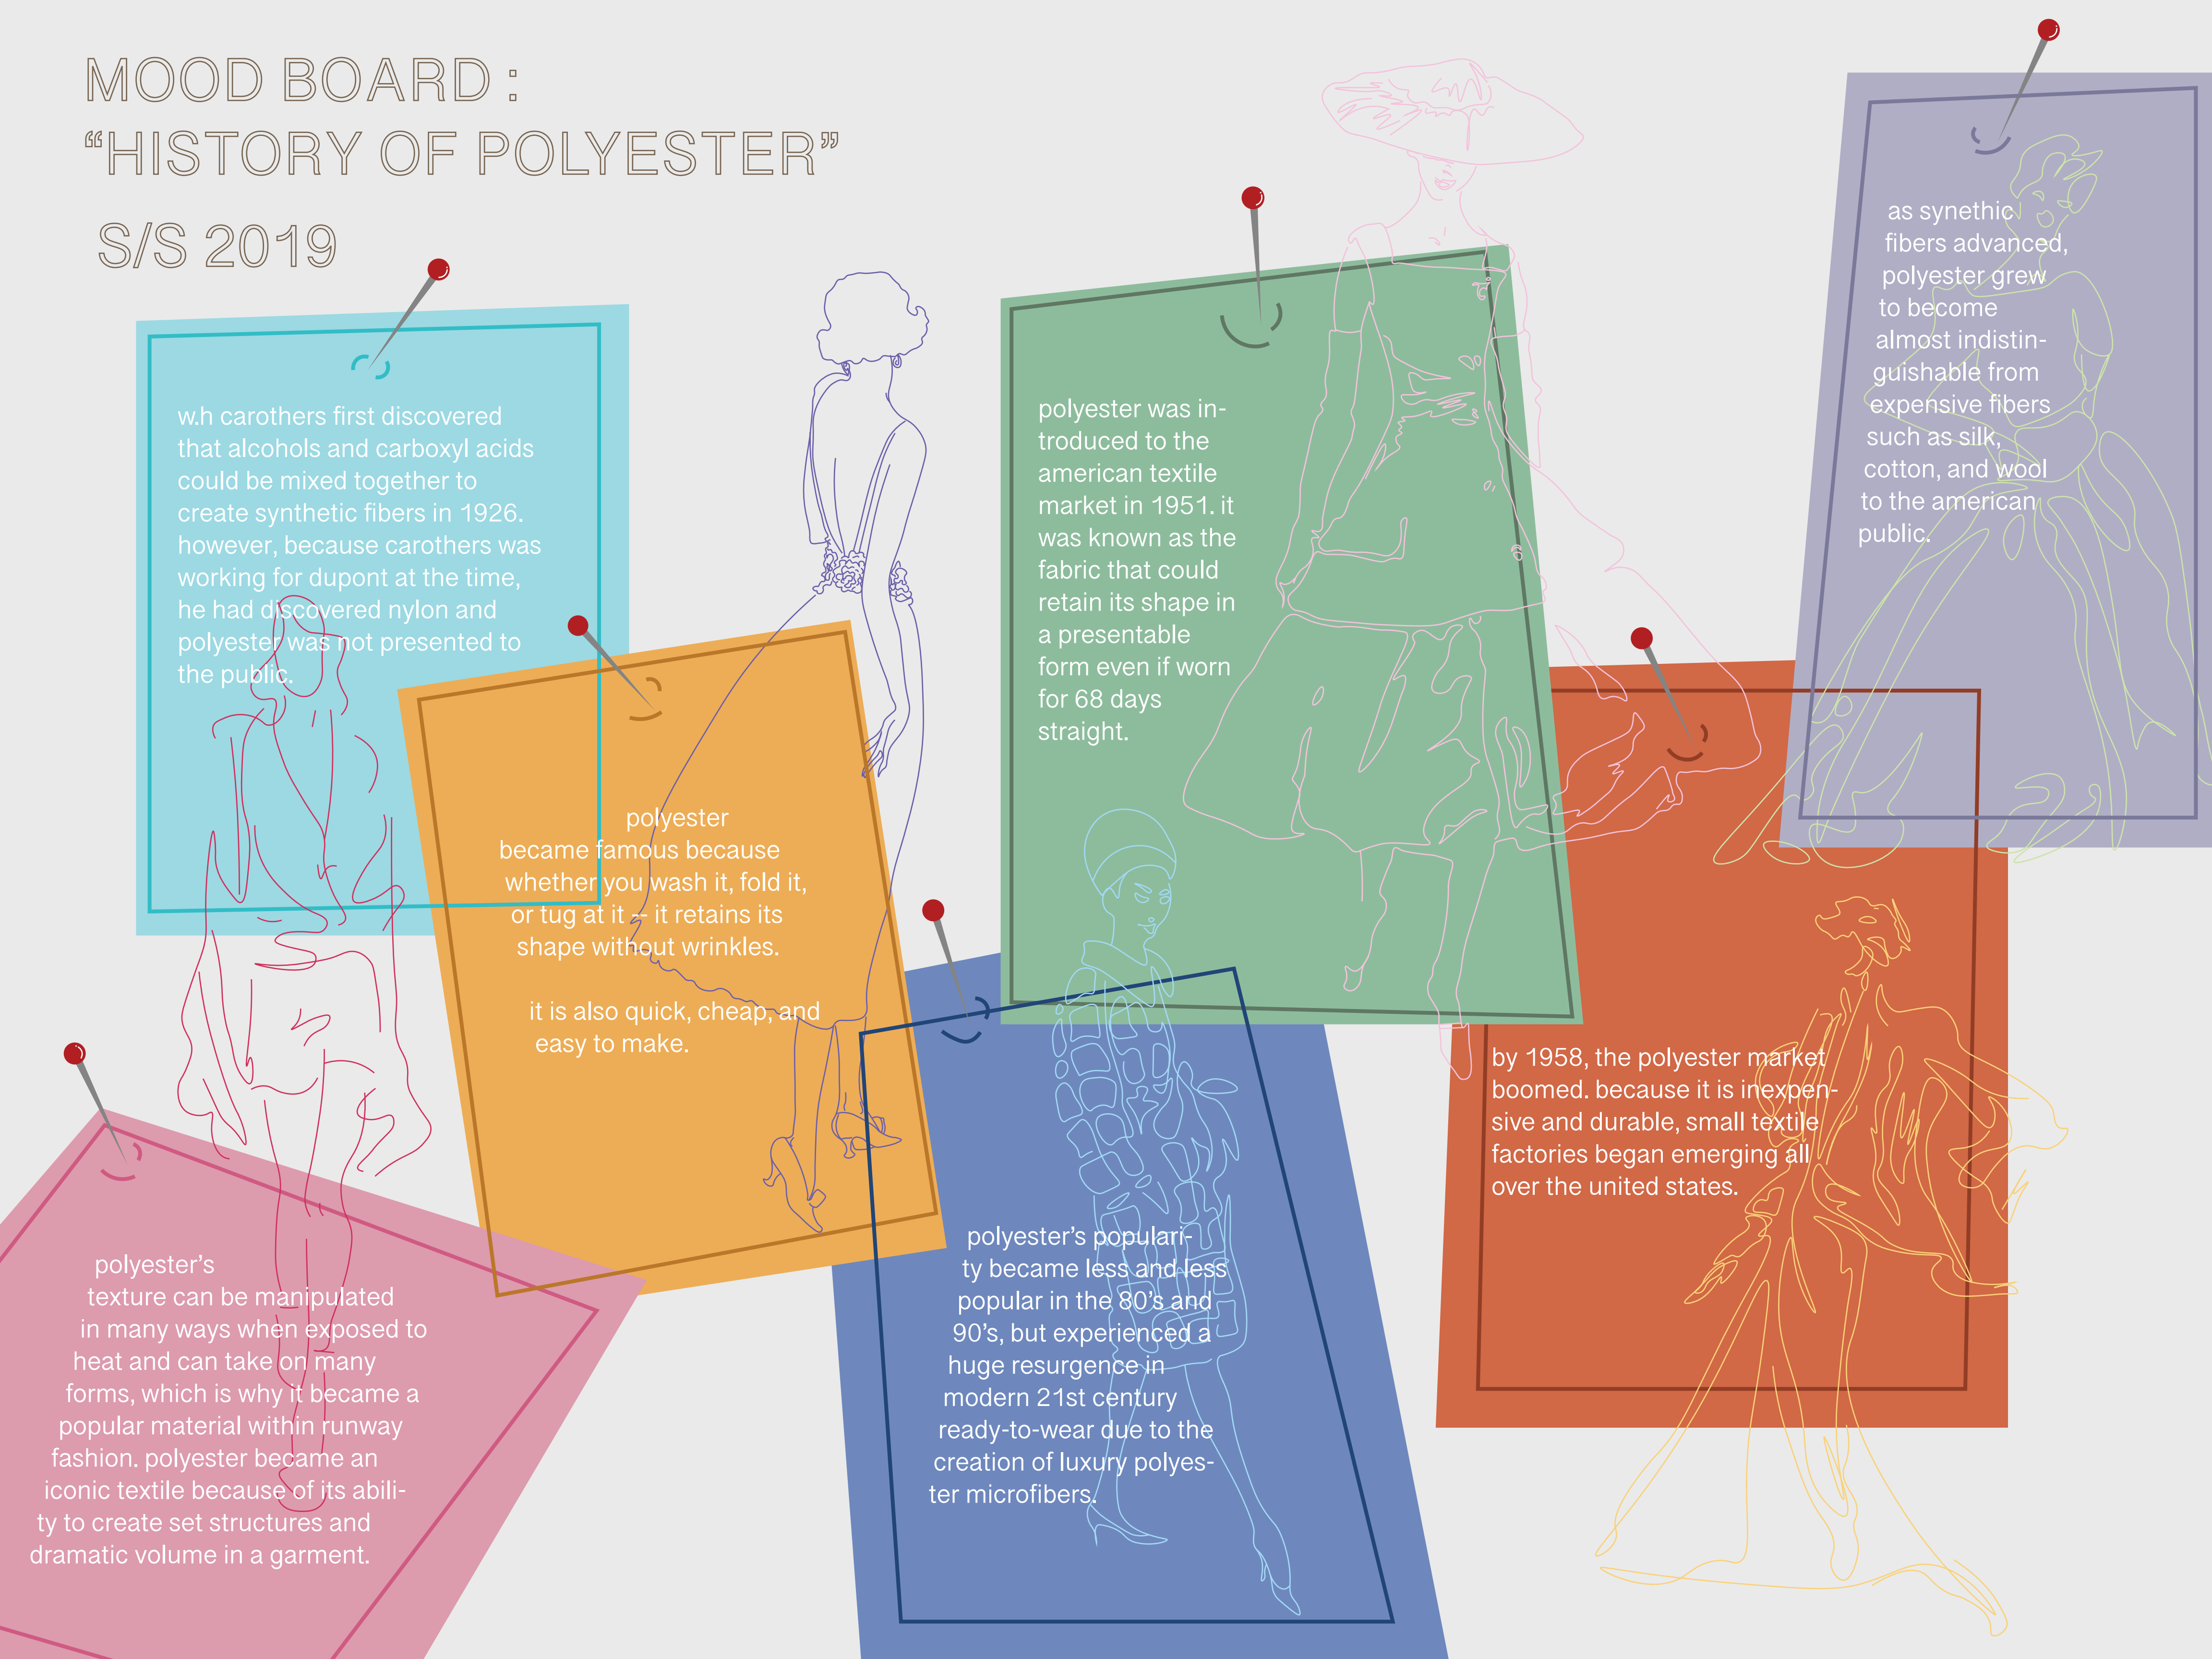 MOOD BOARD :
“HISTORY OF POLYESTER”
S/S 2019
w.h carothers first discovered
that alcohols and carboxyl acids
could be mixed together to
create synthetic fibers in 1926.
however, because carothers was
working for dupont at the time,
he had discovered nylon and
polyester was not presented to
the public.
polyester
became famous because
whether you wash it, fold it,
or tug at it -- it retains its
shape without wrinkles.
it is also quick, cheap, and
easy to make.
polyester was in-
troduced to the
american textile
market in 1951. it
was known as the
fabric that could
retain its shape in
a presentable
form even if worn
for 68 days
straight.
as synethic
fibers advanced,
polyester grew
to become
almost indistin-
guishable from
expensive fibers
such as silk,
cotton, and wool
to the american
public.
by 1958, the polyester market
boomed. because it is inexpen-
sive and durable, small textile
factories began emerging all
over the united states.
polyester’s
texture can be manipulated
in many ways when exposed to
heat and can take on many
forms, which is why it became a
popular material within runway
fashion. polyester became an
iconic textile because of its abili-
ty to create set structures and
dramatic volume in a garment.
polyester’s populari-
ty became less and less
popular in the 80’s and
90’s, but experienced a
huge resurgence in
modern 21st century
ready-to-wear due to the
creation of luxury polyes-
ter microfibers.